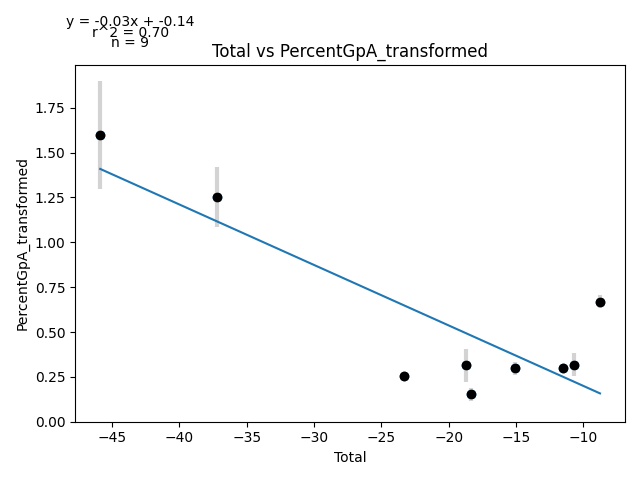 y = -0.03x + -0.14
r^2 = 0.70
n = 9
Total vs PercentGpA_transformed
PercentGpA_transformed
1.75
1.50
1.25
1.00
0.75
0.50
0.25
0.00
−45 −40 −35 −30 −25 −20 −15 −10
Total